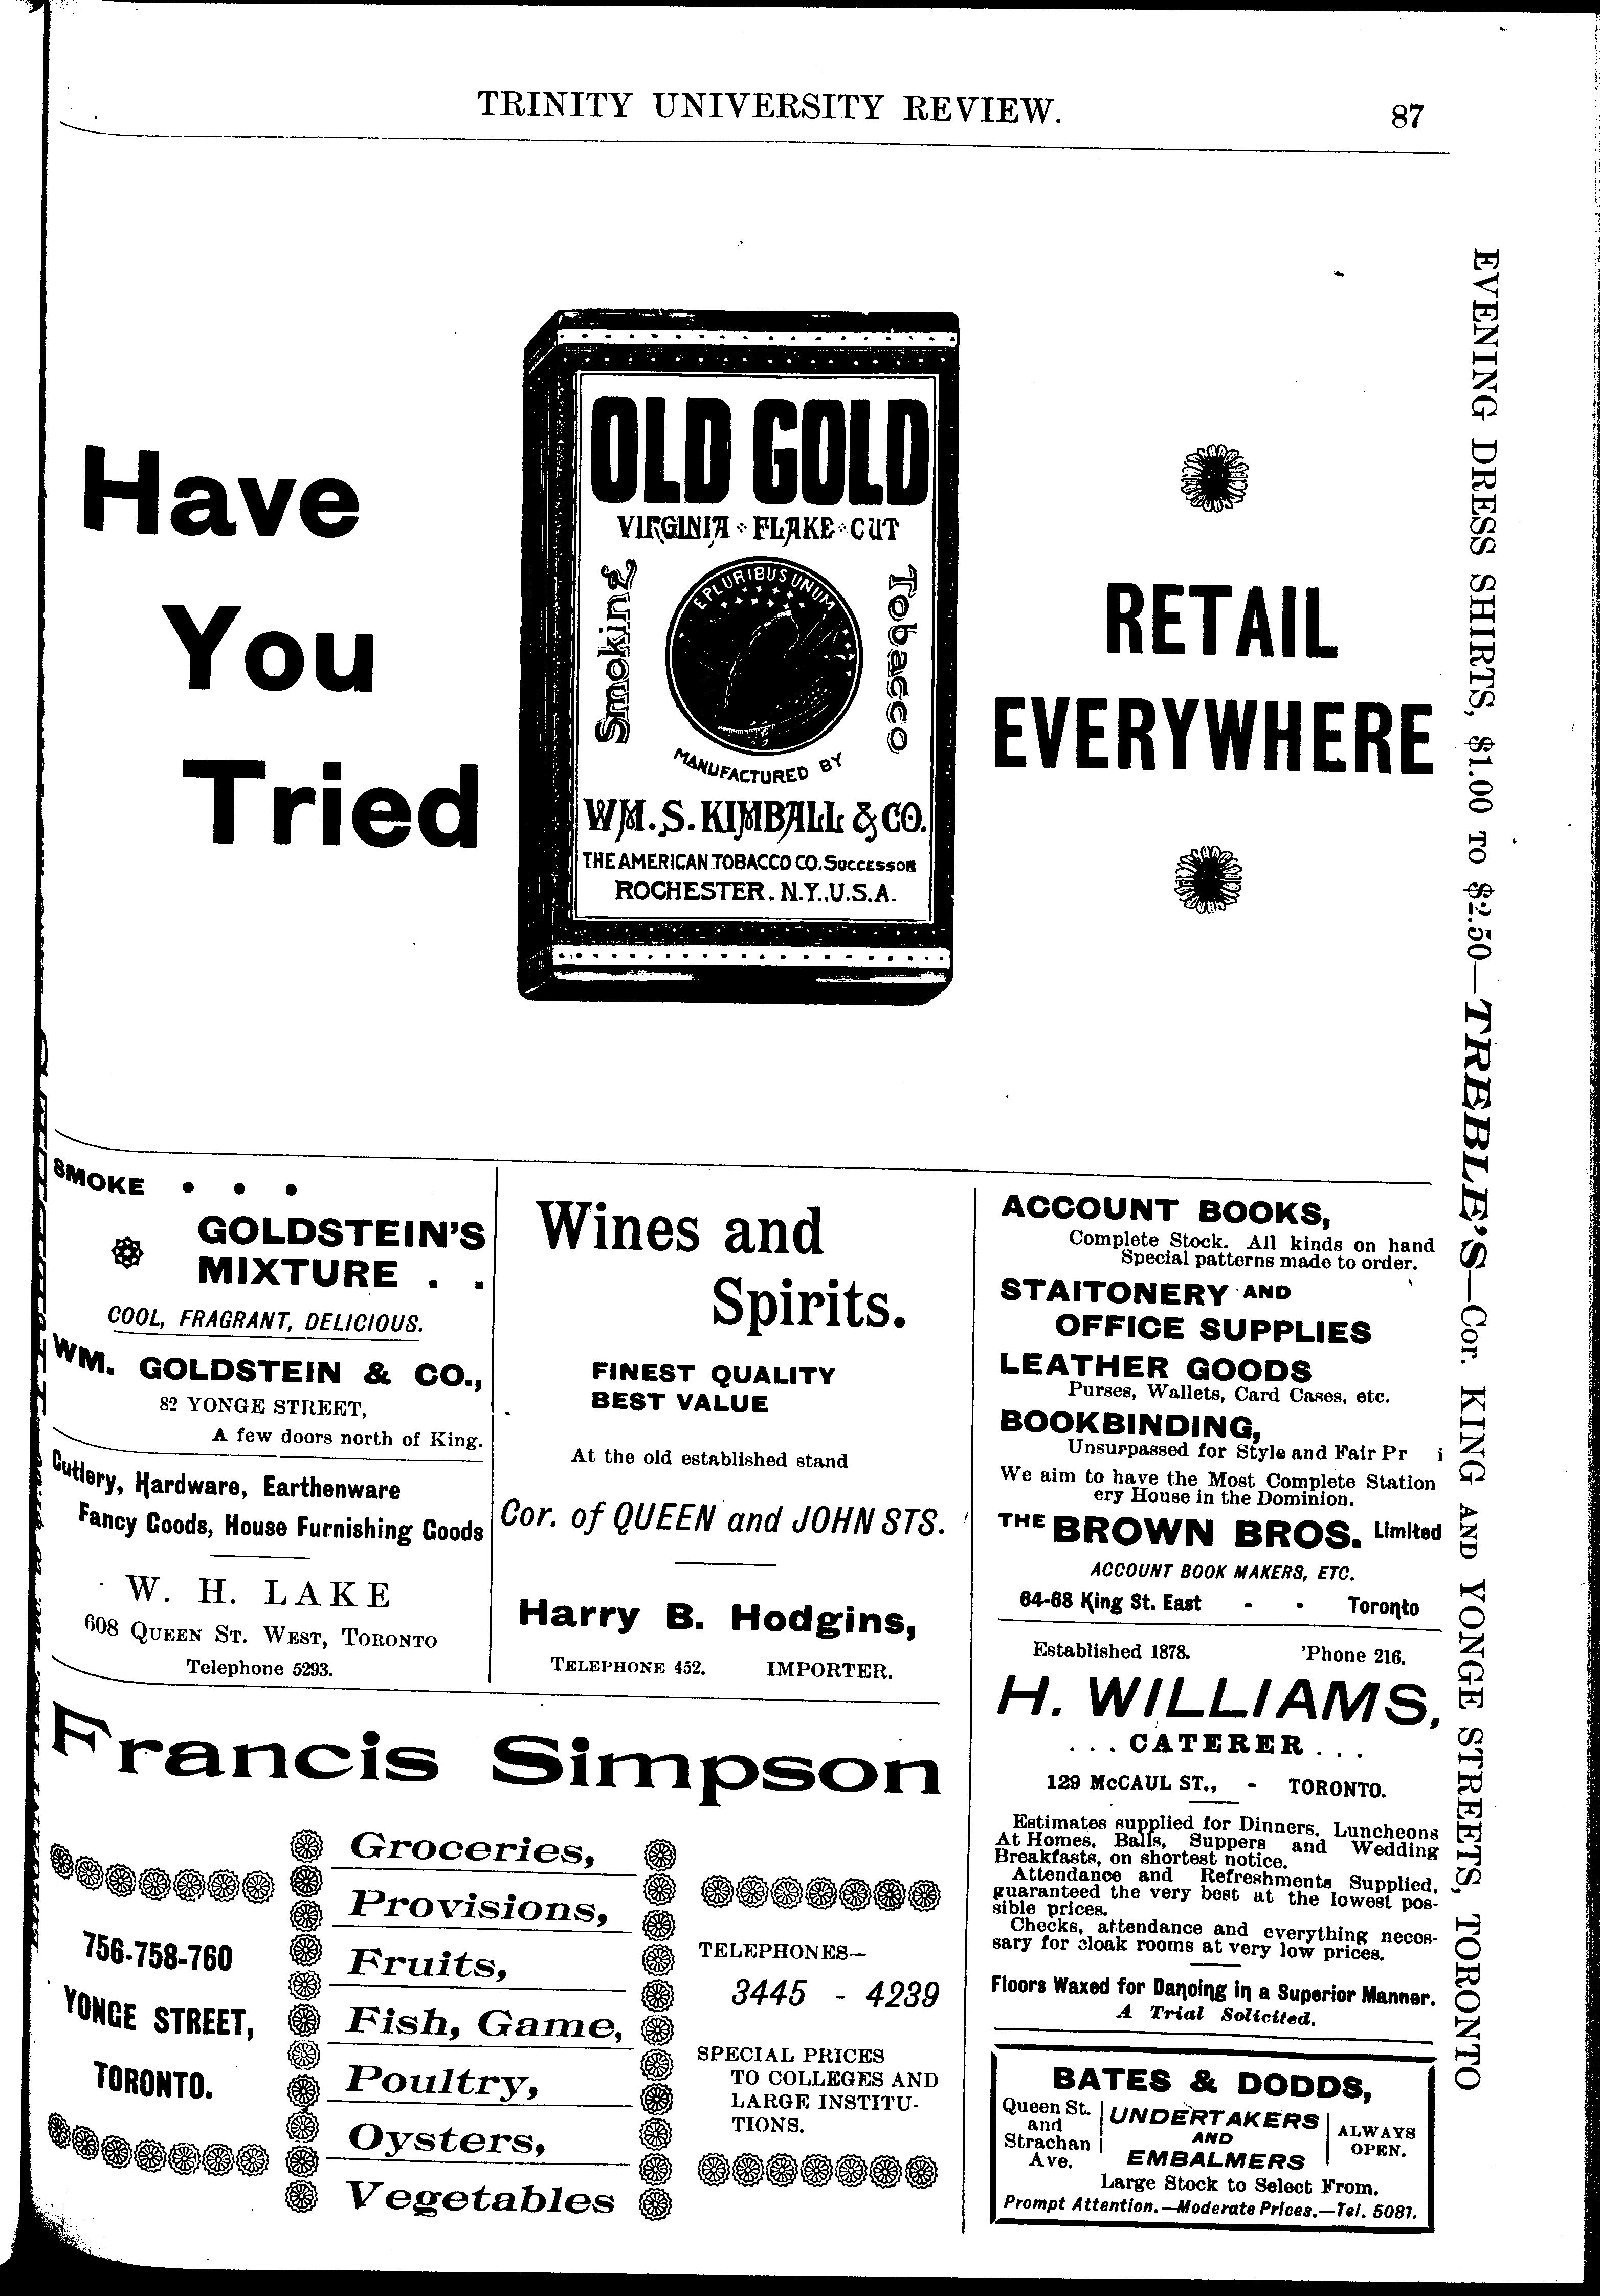 TRINITY UNIVERSITY REVIEW.
87
Have
You
Tried
OLD GOLD
VIRGINIA FLAKE CUT
Smoking
Tobacco
E PLURIBUS UNUM
MANUFACTURED BY
WM. S. KIMBALL & CO.
THE AMERICAN TOBACCO CO. SUCCESSOR
ROCHESTER. N.Y., U.S.A.
RETAIL
EVERYWHERE
EVENING DRESS SHIRTS, $1.00 TO $2.50—TREBLE'S—Cor. KING AND YONGE STREETS, TORONTO
SMOKE . . .
GOLDSTEIN'S
MIXTURE . .
COOL, FRAGRANT, DELICIOUS.
WM. GOLDSTEIN & CO.,
82 YONGE STREET,
A few doors north of King.
Cutlery, Hardware, Earthenware
Fancy Goods, House Furnishing Goods
W. H. LAKE
608 QUEEN ST. WEST, TORONTO
Telephone 5293.
Wines and
Spirits.
FINEST QUALITY
BEST VALUE
At the old established stand
Cor. of QUEEN and JOHN STS.
Harry B. Hodgins,
TELEPHONE 452. IMPORTER.
ACCOUNT BOOKS,
Complete Stock. All kinds on hand
Special patterns made to order.
STAITONERY AND
OFFICE SUPPLIES
LEATHER GOODS
Purses, Wallets, Card Cases, etc.
BOOKBINDING,
Unsurpassed for Style and Fair Pr i
We aim to have the Most Complete Station
ery House in the Dominion.
THE BROWN BROS. Limited
ACCOUNT BOOK MAKERS, ETC.
64-68 King St. East - - Toronto
Established 1878. 'Phone 216.
H. WILLIAMS,
. . . CATERER . . .
129 McCAUL ST., - TORONTO.
Estimates supplied for Dinners. Luncheons
At Homes. Balls, Suppers and Wedding
Breakfasts, on shortest notice.
Attendance and Refreshments Supplied,
guaranteed the very best at the lowest pos-
sible prices.
Checks, attendance and everything neces-
sary for cloak rooms at very low prices.
Floors Waxed for Dancing in a Superior Manner.
A Trial Solicited.
Francis Simpson
756-758-760
YONGE STREET,
TORONTO.
Groceries,
Provisions,
Fruits,
Fish, Game,
Poultry,
Oysters,
Vegetables
TELEPHONES—
3445 - 4239
SPECIAL PRICES
TO COLLEGES AND
LARGE INSTITU-
TIONS.
BATES & DODDS,
Queen St.
and
Strachan
Ave.
UNDERTAKERS
AND
EMBALMERS
ALWAYS
OPEN.
Large Stock to Select From.
Prompt Attention.—Moderate Prices.—Tel. 5081.